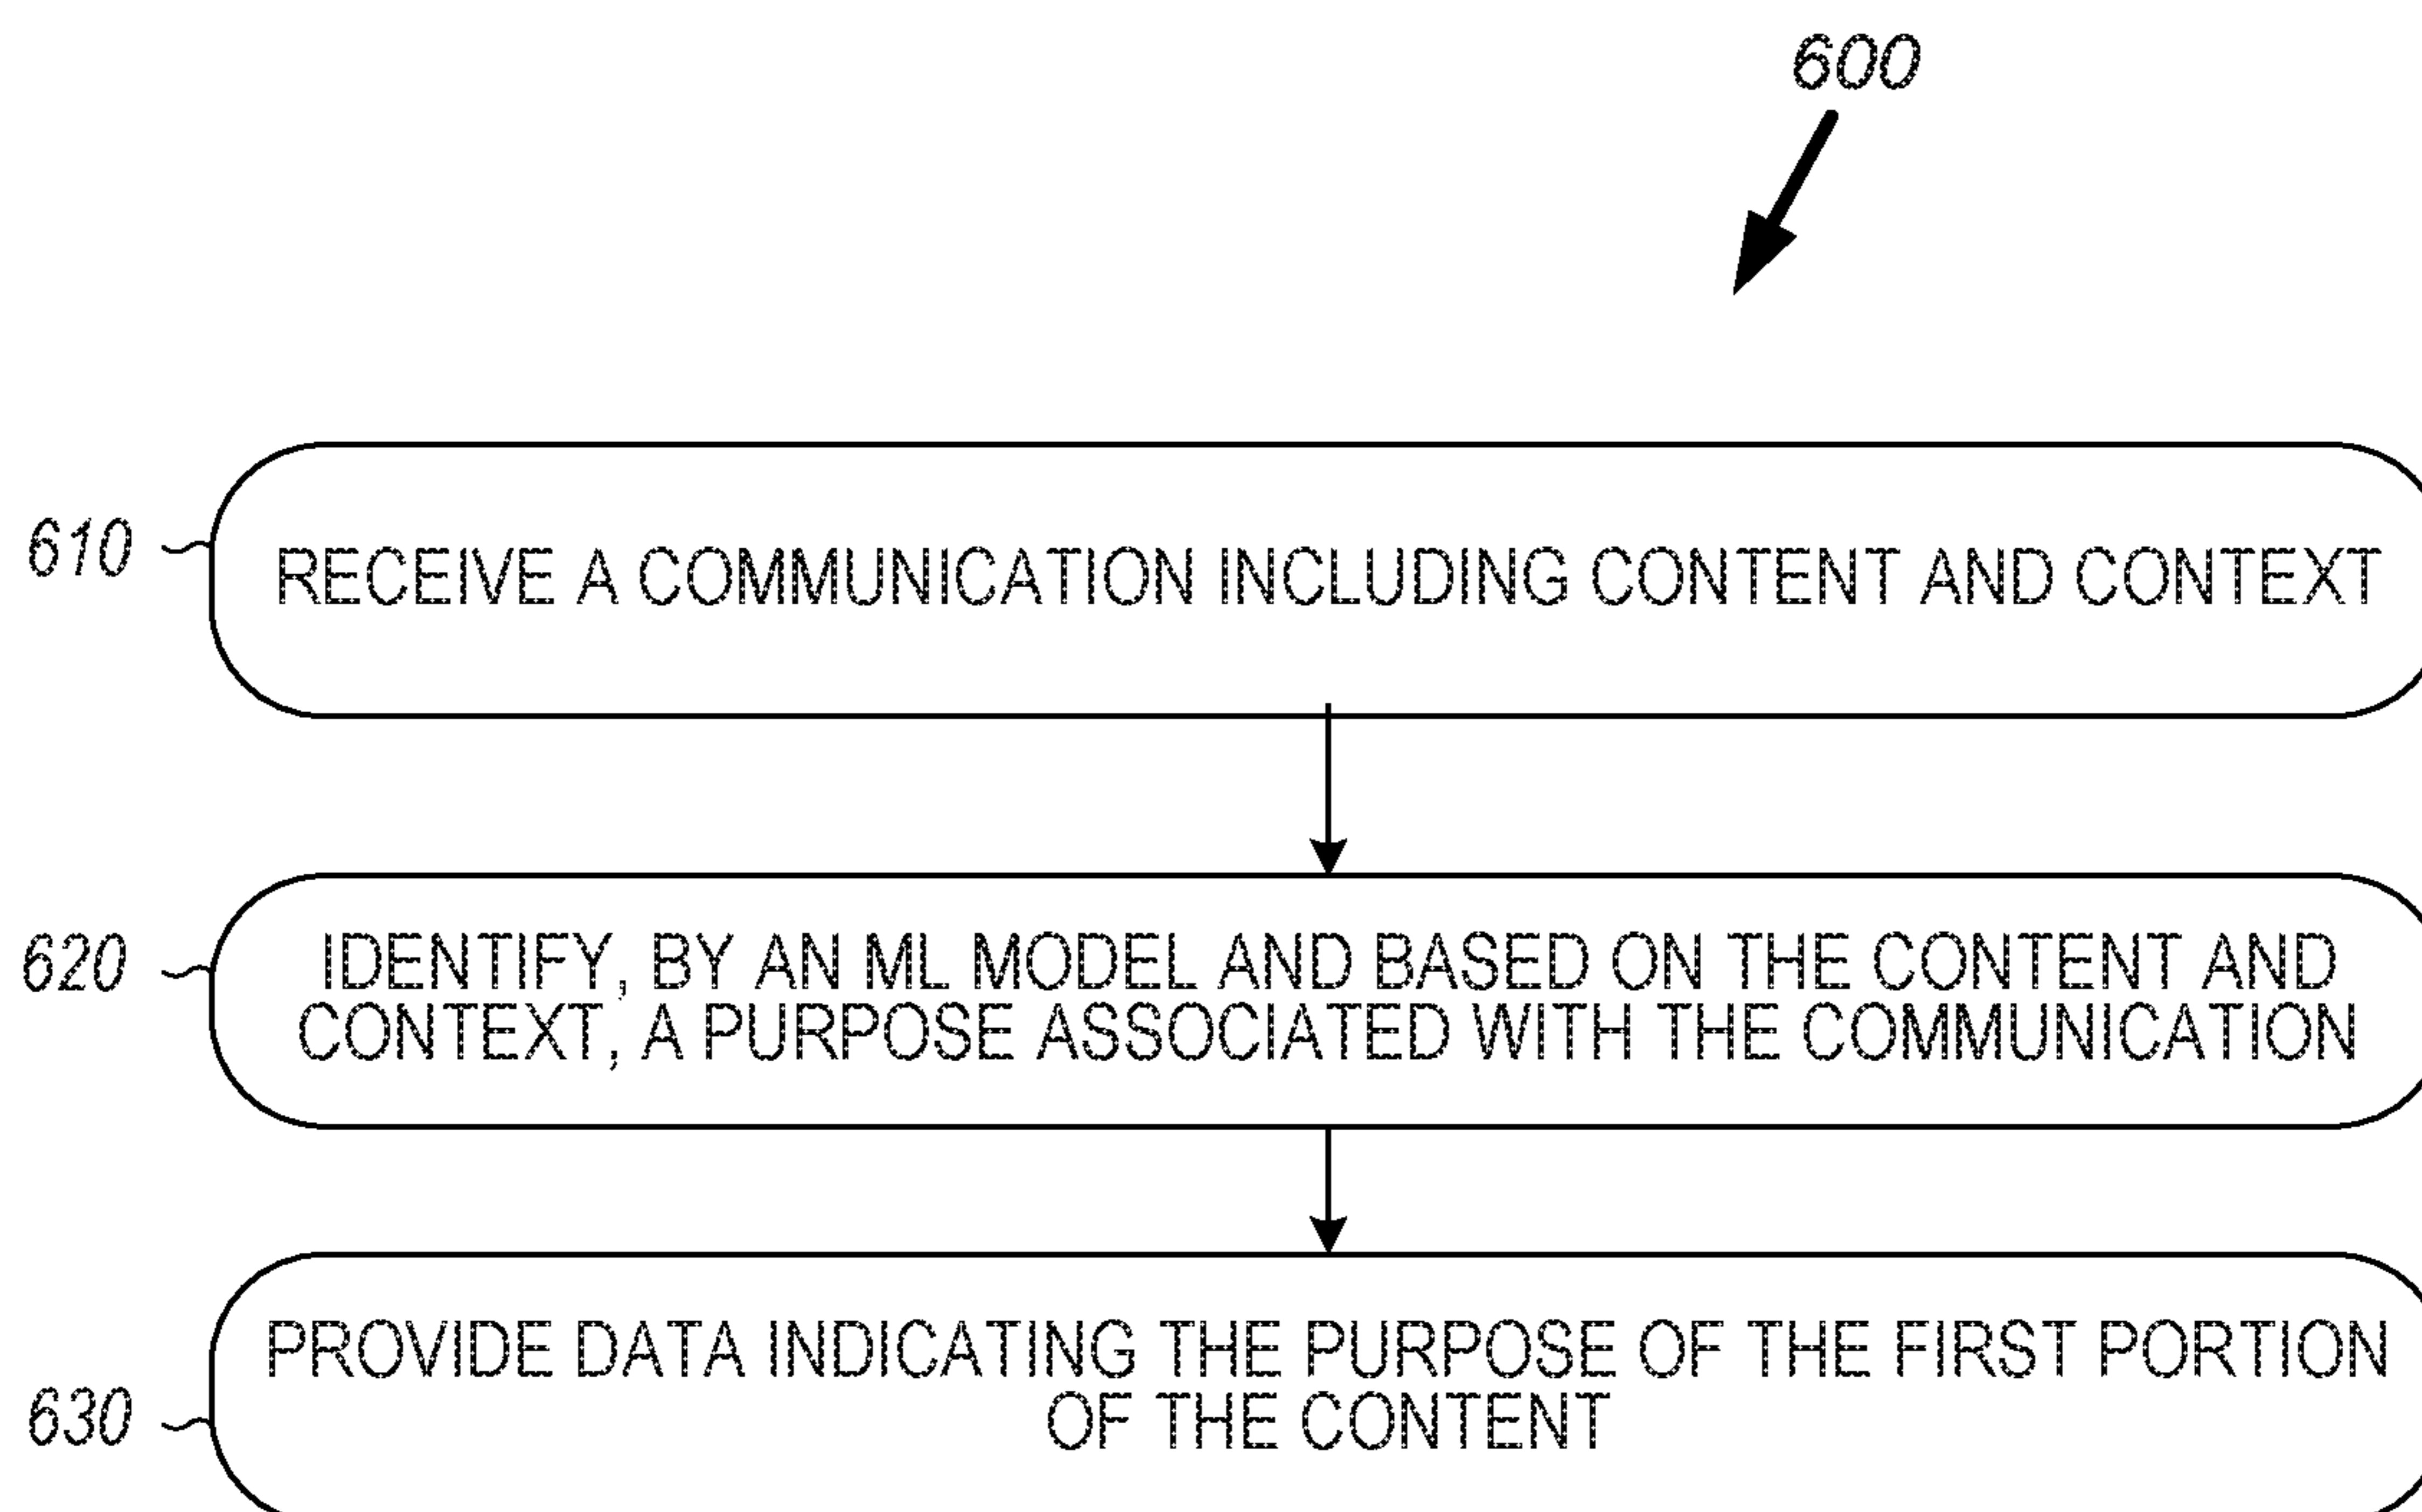 600
610
RECEIVE A COMMUNICATION INCLUDING CONTENT AND CONTEXT
620
IDENTIFY, BY AN ML MODEL AND BASED ON THE CONTENT AND
CONTEXT, A PURPOSE ASSOCIATED WITH THE COMMUNICATION
PROVIDE DATA INDICATING THE PURPOSE OF THE FIRST PORTION
OF THE CONTENT
630